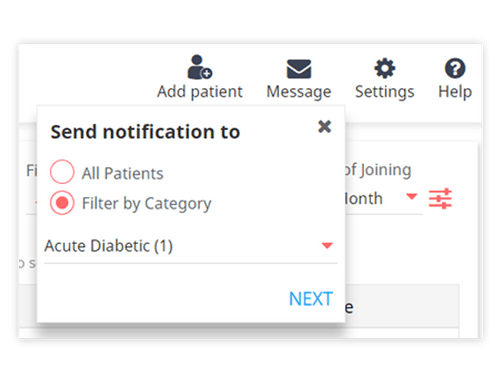 Add patient Message Settings Help
Send notification to
Fi
All Patients
of Joining
Filter by Category
Month
Acute Diabetic (1)
NEXT